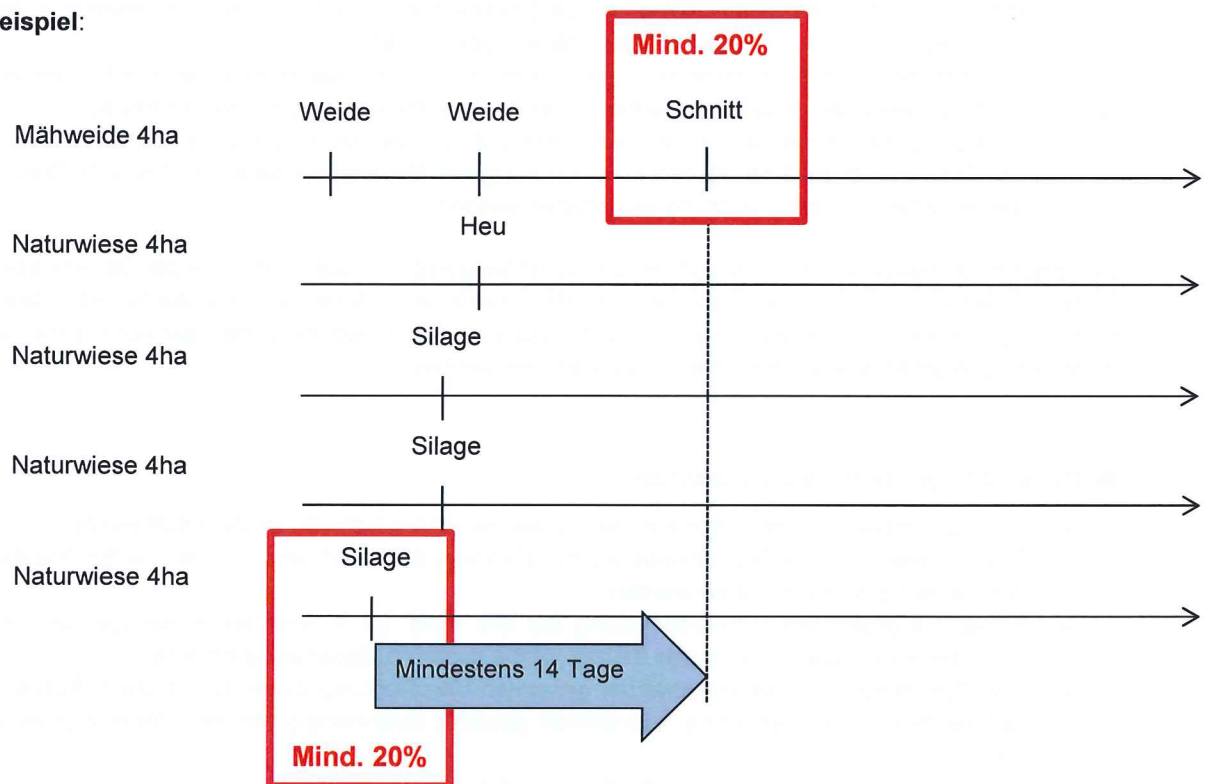 eispiel:
Mind. 20%
Weide Weide Schnitt
Mähweide 4ha
Heu
Naturwiese 4ha
Silage
Naturwiese 4ha
Silage
Naturwiese 4ha
Silage
Naturwiese 4ha
Mindestens 14 Tage
Mind. 20%